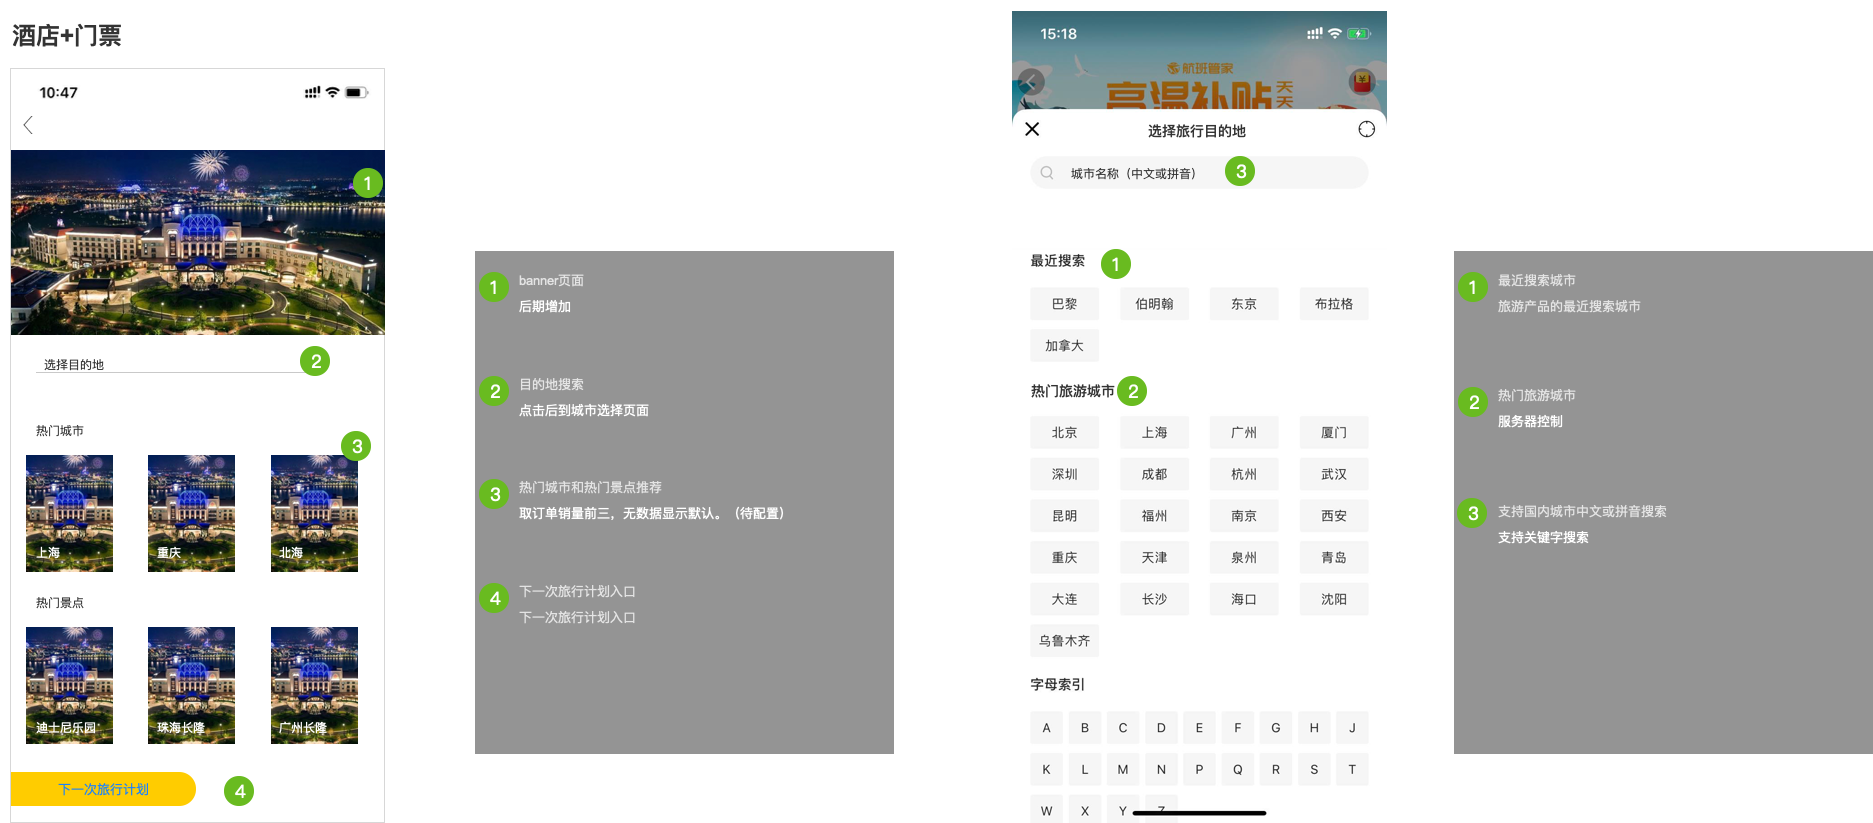 酒店+门票
10:47
1
选择目的地
2
热门城市
3
上海
重庆
北海
热门景点
迪士尼乐园
珠海长隆
广州长隆
下一次旅行计划
4
1
banner页面
后期增加
2
目的地搜索
点击后到城市选择页面
3
热门城市和热门景点推荐
取订单销量前三，无数据显示默认。（待配置）
4
下一次旅行计划入口
下一次旅行计划入口
15:18
航班管家
高温补贴
天天
选择旅行目的地
城市名称（中文或拼音）
3
最近搜索
1
巴黎 伯明翰 东京 布拉格
加拿大
热门旅游城市
2
北京 上海 广州 厦门
深圳 成都 杭州 武汉
昆明 福州 南京 西安
重庆 天津 泉州 青岛
大连 长沙 海口 沈阳
乌鲁木齐
字母索引
A B C D E F G H J
K L M N P Q R S T
W X Y Z
1
最近搜索城市
旅游产品的最近搜索城市
2
热门旅游城市
服务器控制
3
支持国内城市中文或拼音搜索
支持关键字搜索